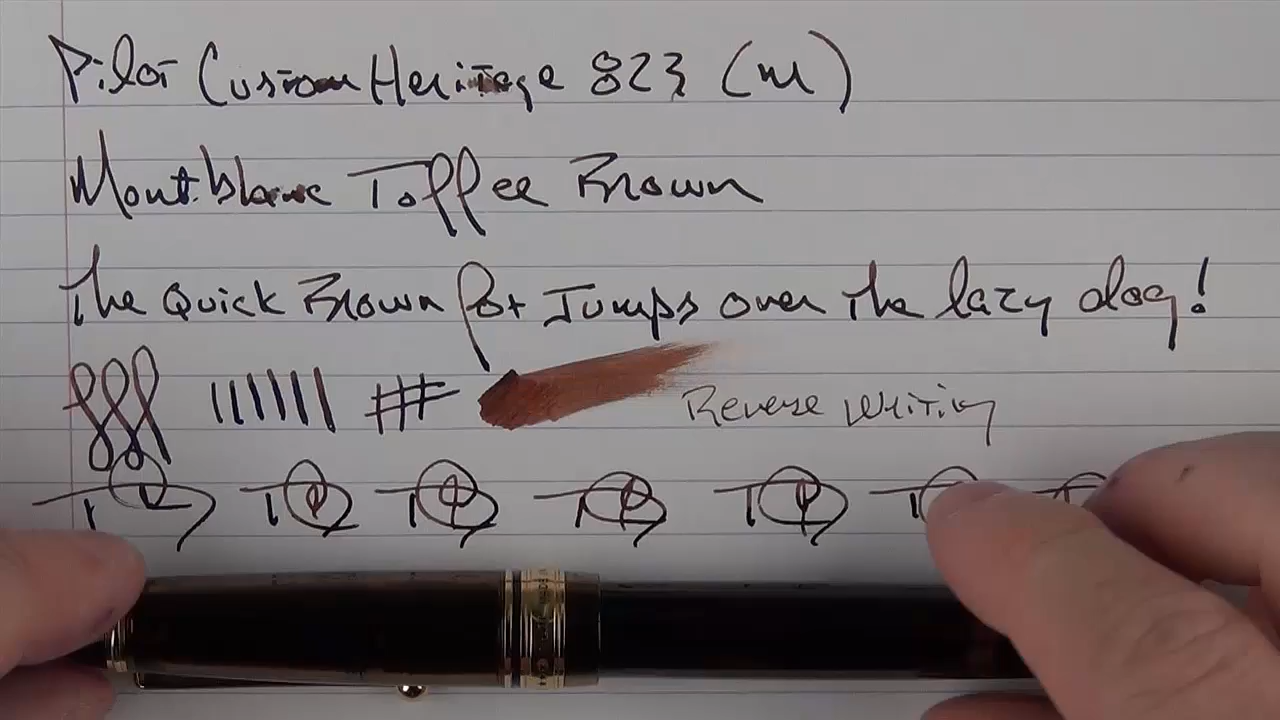 Pilot Custom Heritage 823 (M)
Montblanc Toffee Brown
The Quick Brown Fox Jumps over The lazy dog!
Reverse Writing